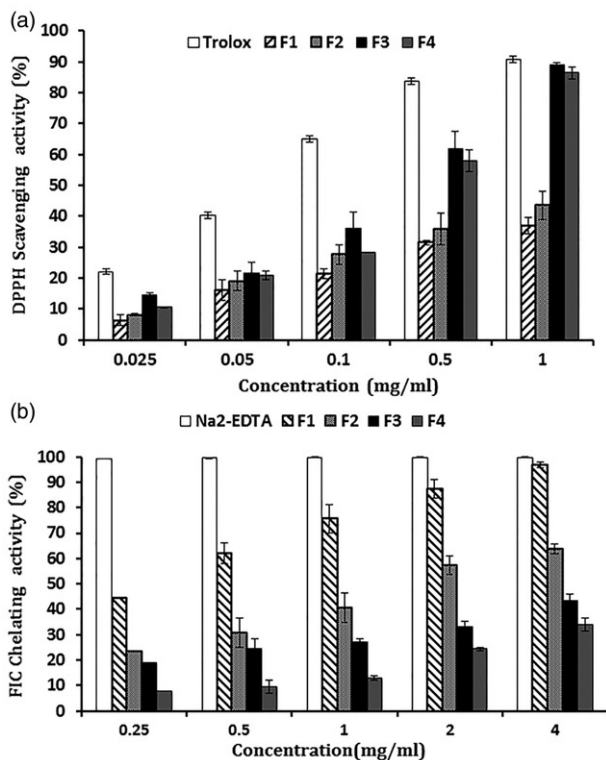 (a)
Trolox F1 F2 F3 F4
DPPH Scavenging activity (%)
100
90
80
70
60
50
40
30
20
10
0
0.025 0.05 0.1 0.5 1
Concentration (mg/ml)
(b)
Na2-EDTA F1 F2 F3 F4
FIC Chelating activity (%)
100
90
80
70
60
50
40
30
20
10
0
0.25 0.5 1 2 4
Concentration(mg/ml)